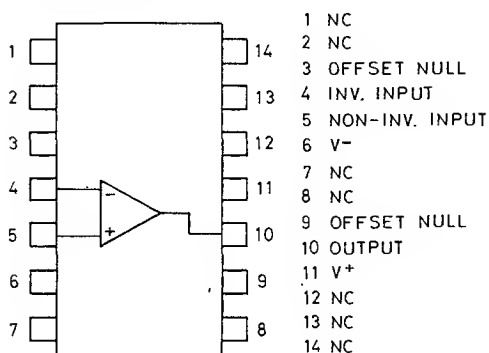 1
2
3
4
5
6
7
14
13
12
11
10
9
8
-
+
1 NC
2 NC
3 OFFSET NULL
4 INV. INPUT
5 NON-INV. INPUT
6 V-
7 NC
8 NC
9 OFFSET NULL
10 OUTPUT
11 V+
12 NC
13 NC
14 NC